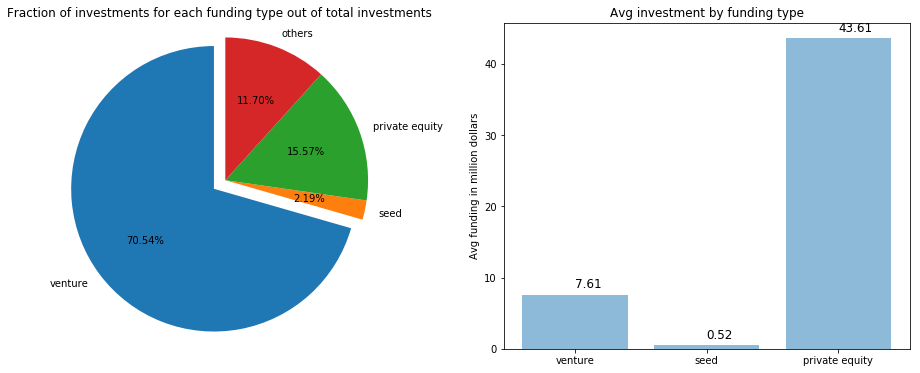 Fraction of investments for each funding type out of total investments
others
11.70%
private equity
15.57%
2.19%
seed
70.54%
venture
Avg investment by funding type
43.61
40
Avg funding in million dollars
30
20
10
7.61
0.52
0
venture
seed
private equity